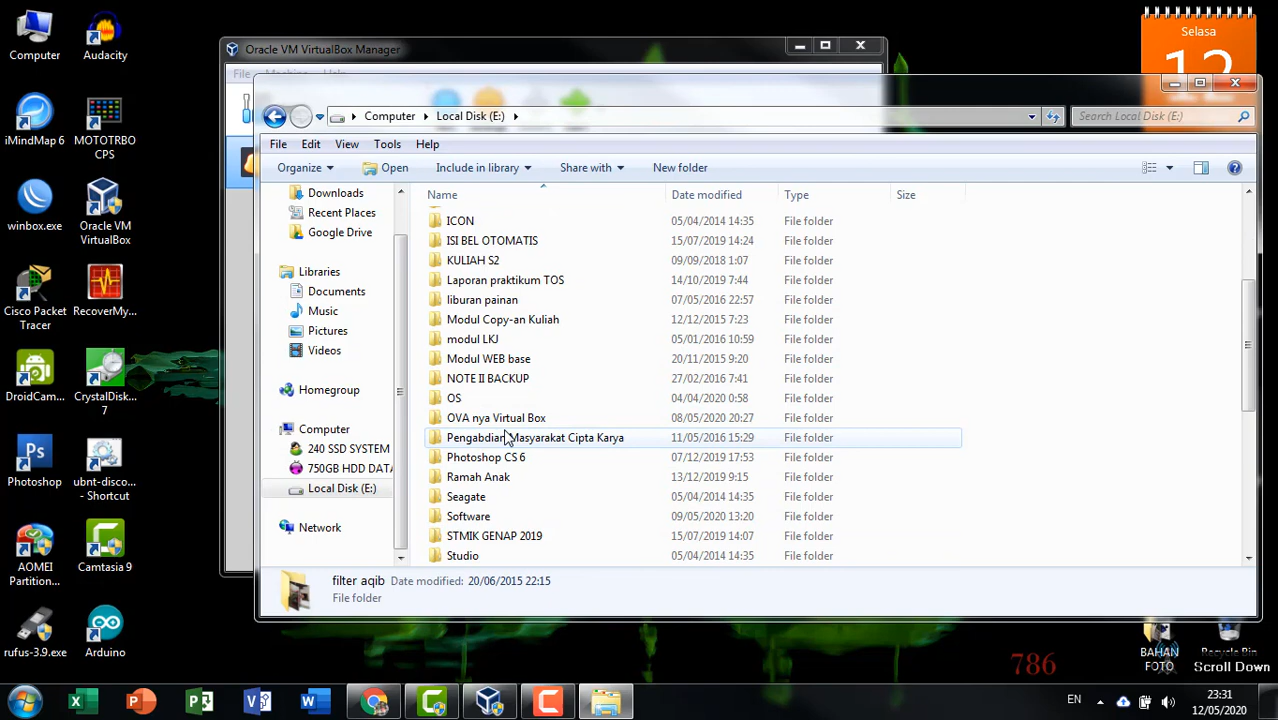 Computer
Audacity
iMindMap 6
MOTOTRBO
CPS
winbox.exe
Oracle VM
VirtualBox
Cisco Packet
Tracer
RecoverMy...
DroidCam...
CrystalDisk...
7
Photoshop
ubnt-disco...
- Shortcut
AOMEI
Partition...
Camtasia 9
rufus-3.9.exe
Arduino
Oracle VM VirtualBox Manager
File Machine Help
Selasa
12
Computer Local Disk (E:)
Search Local Disk (E:)
File Edit View Tools Help
Organize Open Include in library Share with New folder
Downloads
Recent Places
Google Drive
Libraries
Documents
Music
Pictures
Videos
Homegroup
Computer
240 SSD SYSTEM
750GB HDD DATA
Local Disk (E:)
Network
Name Date modified Type Size
ICON 05/04/2014 14:35 File folder
ISI BEL OTOMATIS 15/07/2019 14:24 File folder
KULIAH S2 09/09/2018 1:07 File folder
Laporan praktikum TOS 14/10/2019 7:44 File folder
liburan painan 07/05/2016 22:57 File folder
Modul Copy-an Kuliah 12/12/2015 7:23 File folder
modul LKJ 05/01/2016 10:59 File folder
Modul WEB base 20/11/2015 9:20 File folder
NOTE II BACKUP 27/02/2016 7:41 File folder
OS 04/04/2020 0:58 File folder
OVA nya Virtual Box 08/05/2020 20:27 File folder
Pengabdian Masyarakat Cipta Karya 11/05/2016 15:29 File folder
Photoshop CS 6 07/12/2019 17:53 File folder
Ramah Anak 13/12/2019 9:15 File folder
Seagate 05/04/2014 14:35 File folder
Software 09/05/2020 13:20 File folder
STMIK GENAP 2019 15/07/2019 14:07 File folder
Studio 05/04/2014 14:35 File folder
filter aqib Date modified: 20/06/2015 22:15
File folder
786
BAHAN
FOTO
Recycle Bin
Scroll Down
EN
23:31
12/05/2020